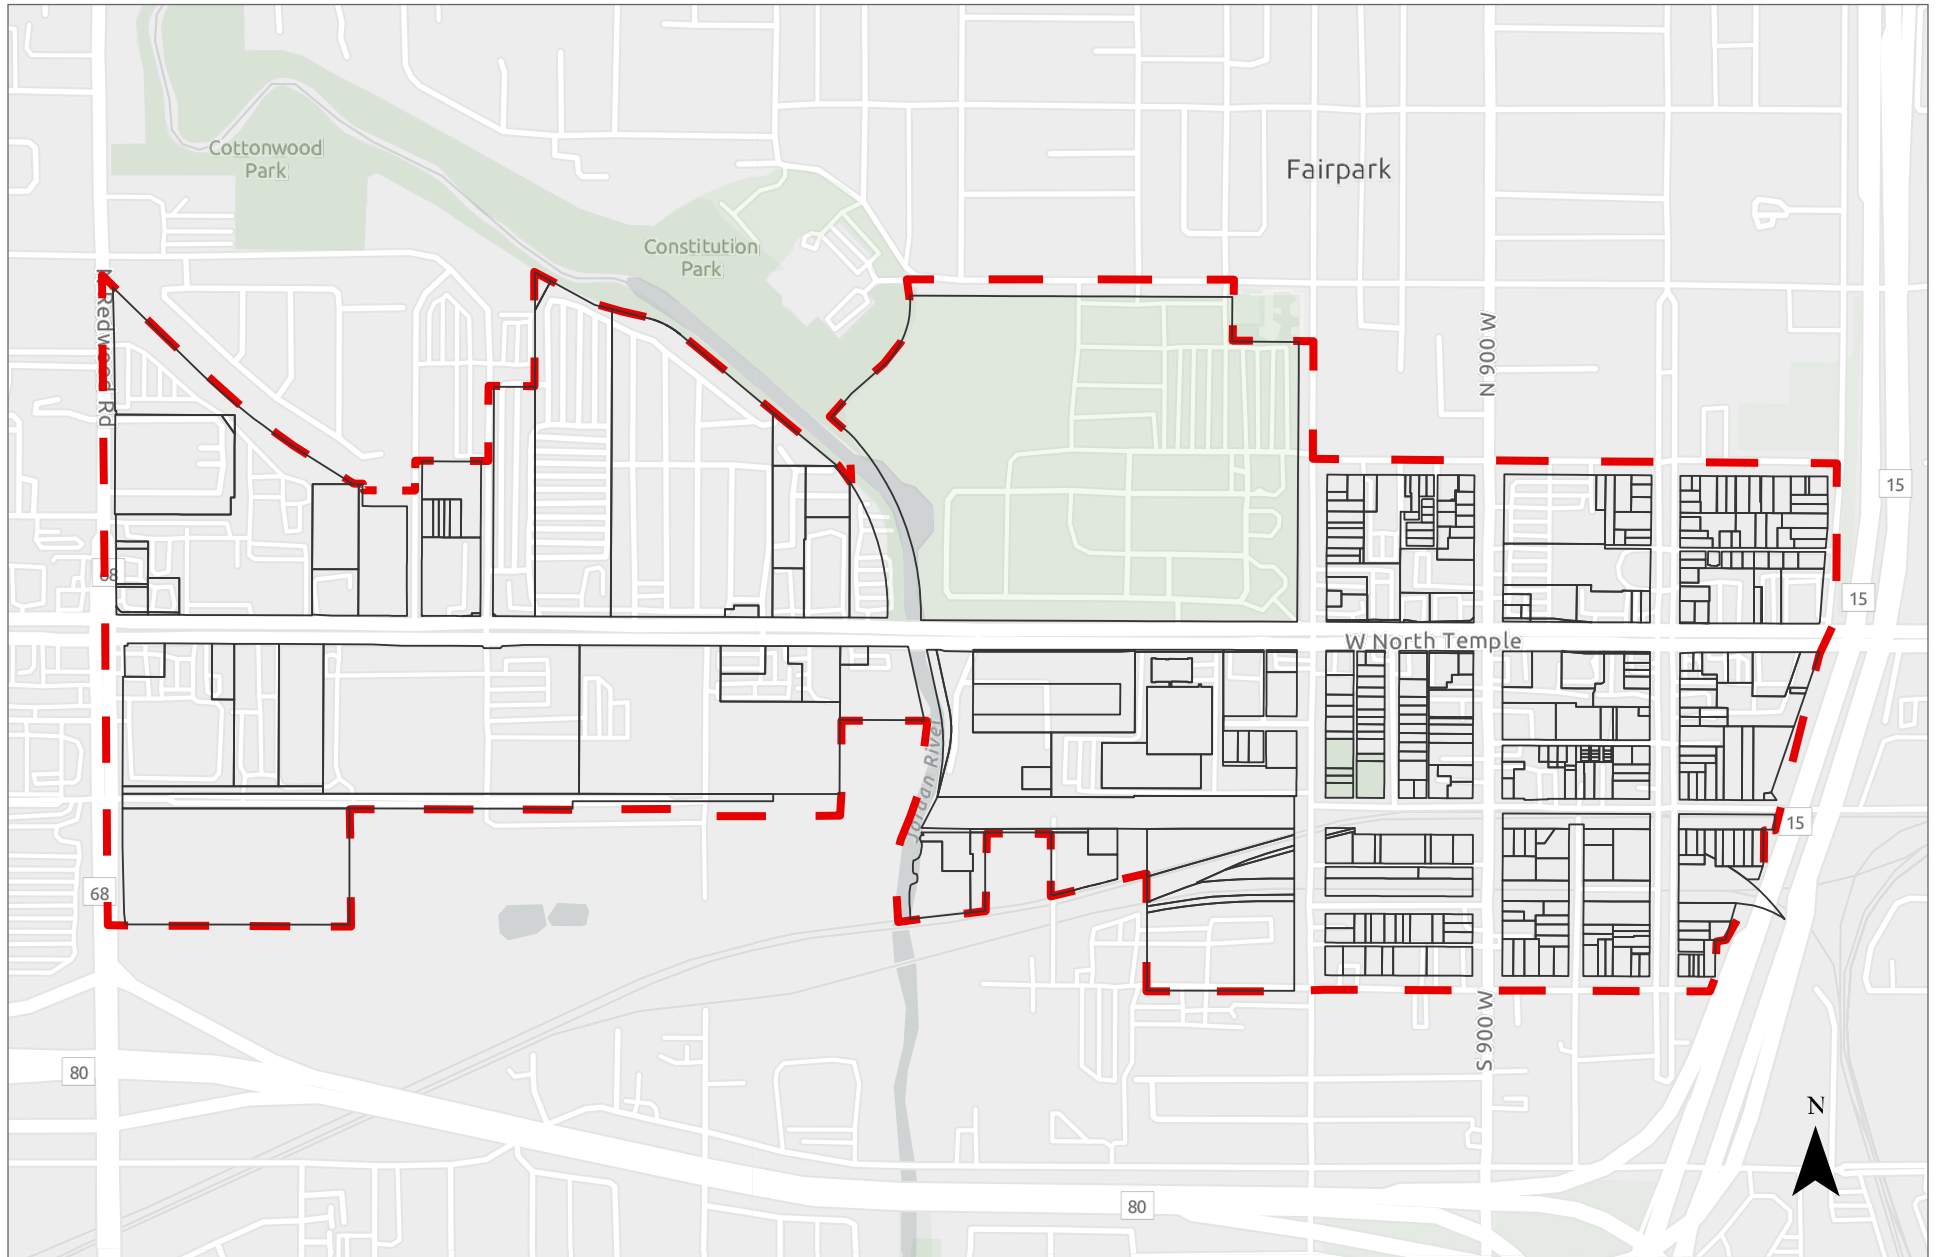 Cottonwood
Park
Fairpark
Constitution
Park
N Redwood Rd
N 900 W
15
68
15
W North Temple
Jordan River
15
68
S 900 W
80
N
80